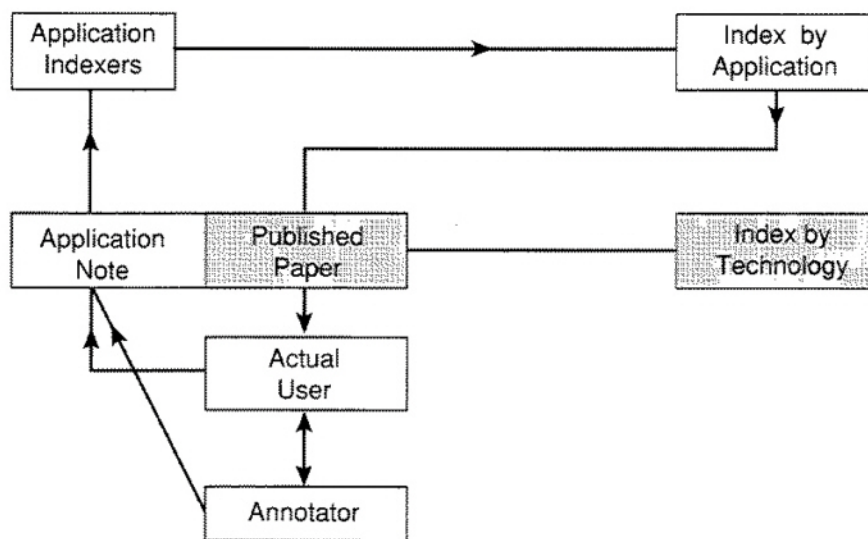 Application
Indexers
Index by
Application
Application
Note
Published
Paper
Index by
Technology
Actual
User
Annotator